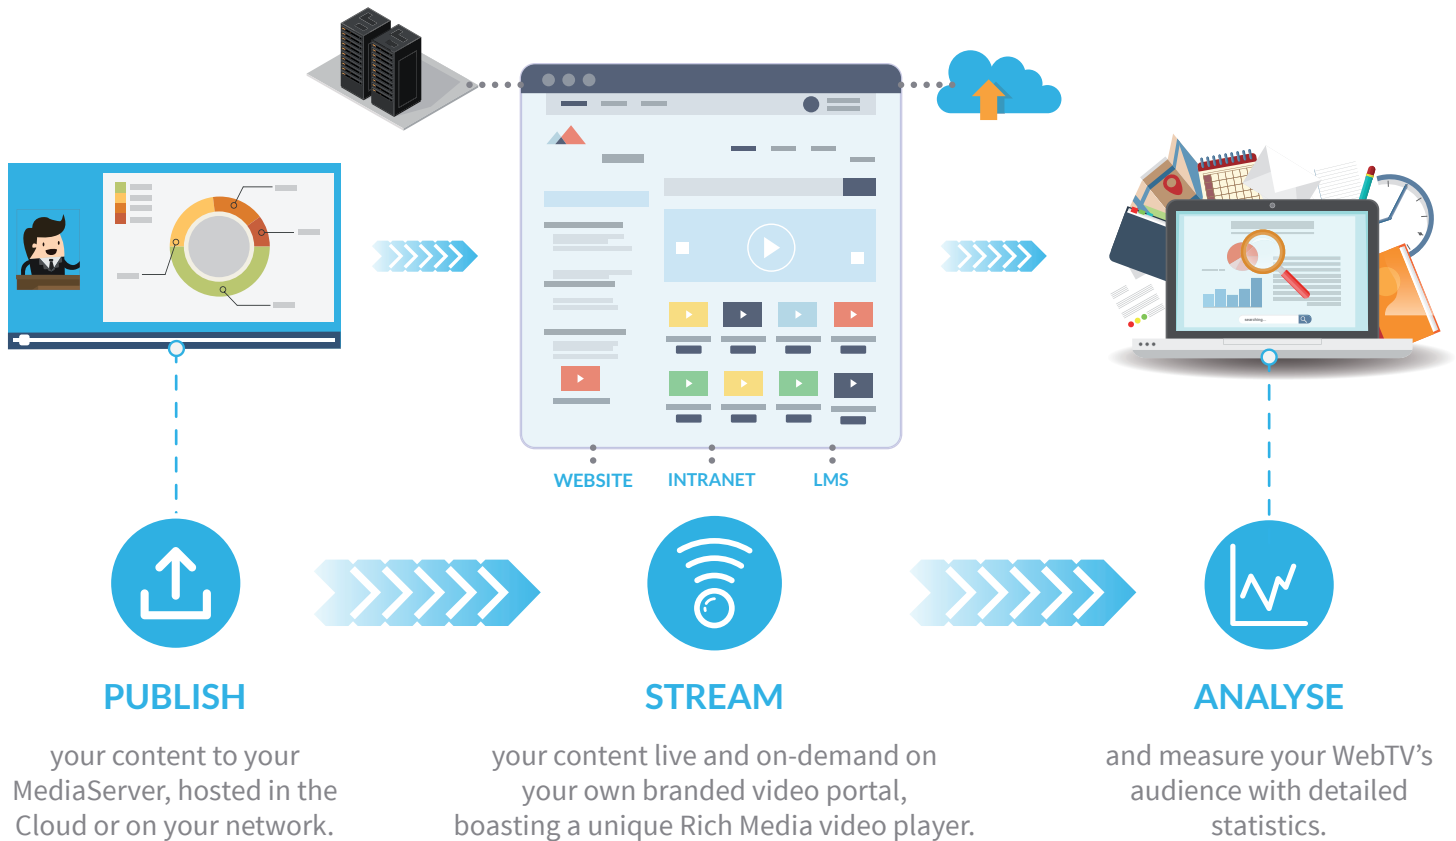 searching...
WEBSITE
INTRANET
LMS
PUBLISH
your content to your
MediaServer, hosted in the
Cloud or on your network.
STREAM
your content live and on-demand on
your own branded video portal,
boasting a unique Rich Media video player.
ANALYSE
and measure your WebTV's
audience with detailed
statistics.